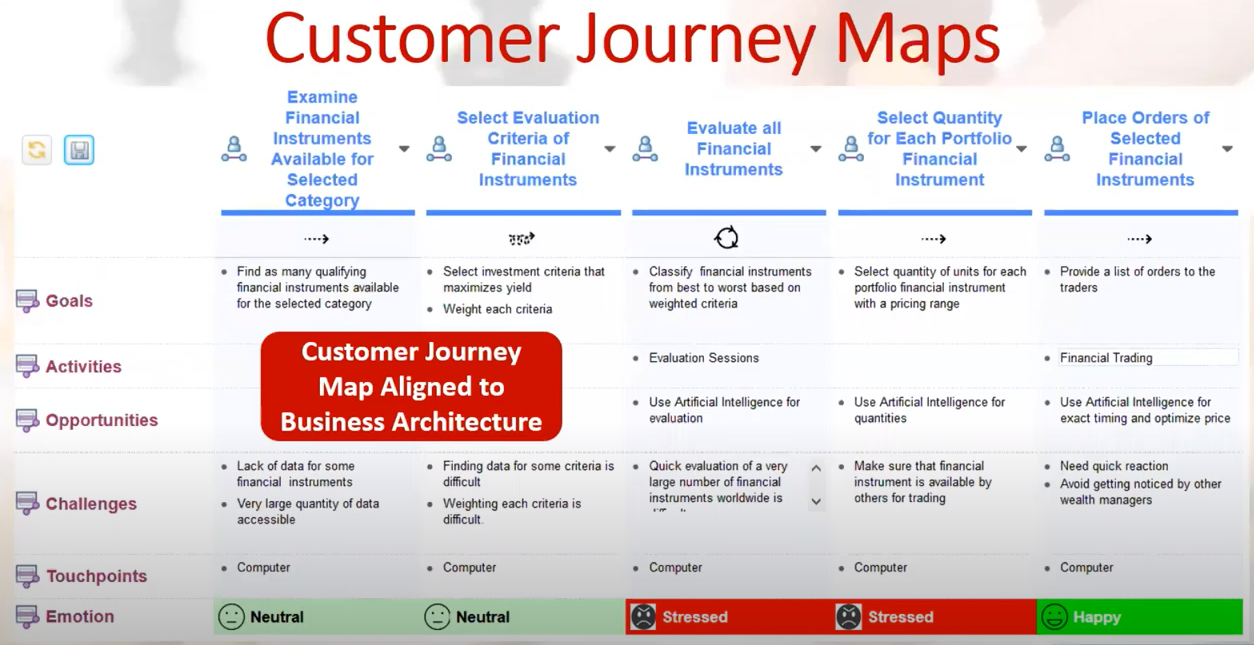 Customer Journey Maps
Examine
Financial
Instruments
Available for
Selected
Category
Select Evaluation
Criteria of
Financial
Instruments
Evaluate all
Financial
Instruments
Select Quantity
for Each Portfolio
Financial
Instrument
Place Orders of
Selected
Financial
Instruments
Goals
Find as many qualifying
financial instruments available
for the selected category
Select investment criteria that
maximizes yield
Weight each criteria
Classify financial instruments
from best to worst based on
weighted criteria
Select quantity of units for each
portfolio financial instrument
with a pricing range
Provide a list of orders to the
traders
Activities
Customer Journey
Map Aligned to
Business Architecture
Evaluation Sessions
Financial Trading
Opportunities
Use Artificial Intelligence for
evaluation
Use Artificial Intelligence for
quantities
Use Artificial Intelligence for
exact timing and optimize price
Challenges
Lack of data for some
financial instruments
Very large quantity of data
accessible
Finding data for some criteria is
difficult
Weighting each criteria is
difficult.
Quick evaluation of a very
large number of financial
instruments worldwide is
Make sure that financial
instrument is available by
others for trading
Need quick reaction
Avoid getting noticed by other
wealth managers
Touchpoints
Computer
Computer
Computer
Computer
Computer
Emotion
Neutral
Neutral
Stressed
Stressed
Happy